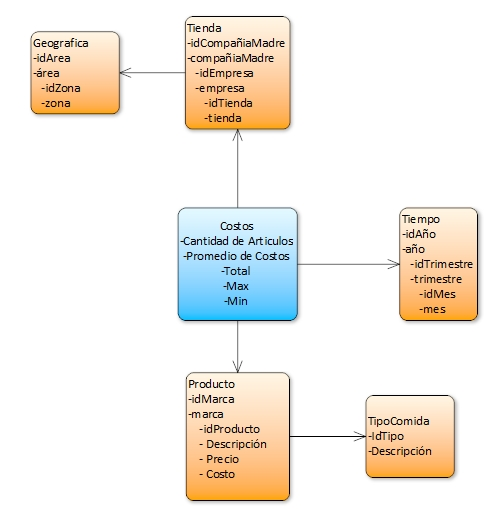 Tienda
-idCompañiaMadre
-compañiaMadre
-idEmpresa
-empresa
-idTienda
-tienda
Geografica
-idArea
-área
-idZona
-zona
Costos
-Cantidad de Articulos
-Promedio de Costos
-Total
-Max
-Min
Tiempo
-idAño
-año
-idTrimestre
-trimestre
-idMes
-mes
Producto
-idMarca
-marca
-idProducto
- Descripción
- Precio
- Costo
TipoComida
-IdTipo
-Descripción